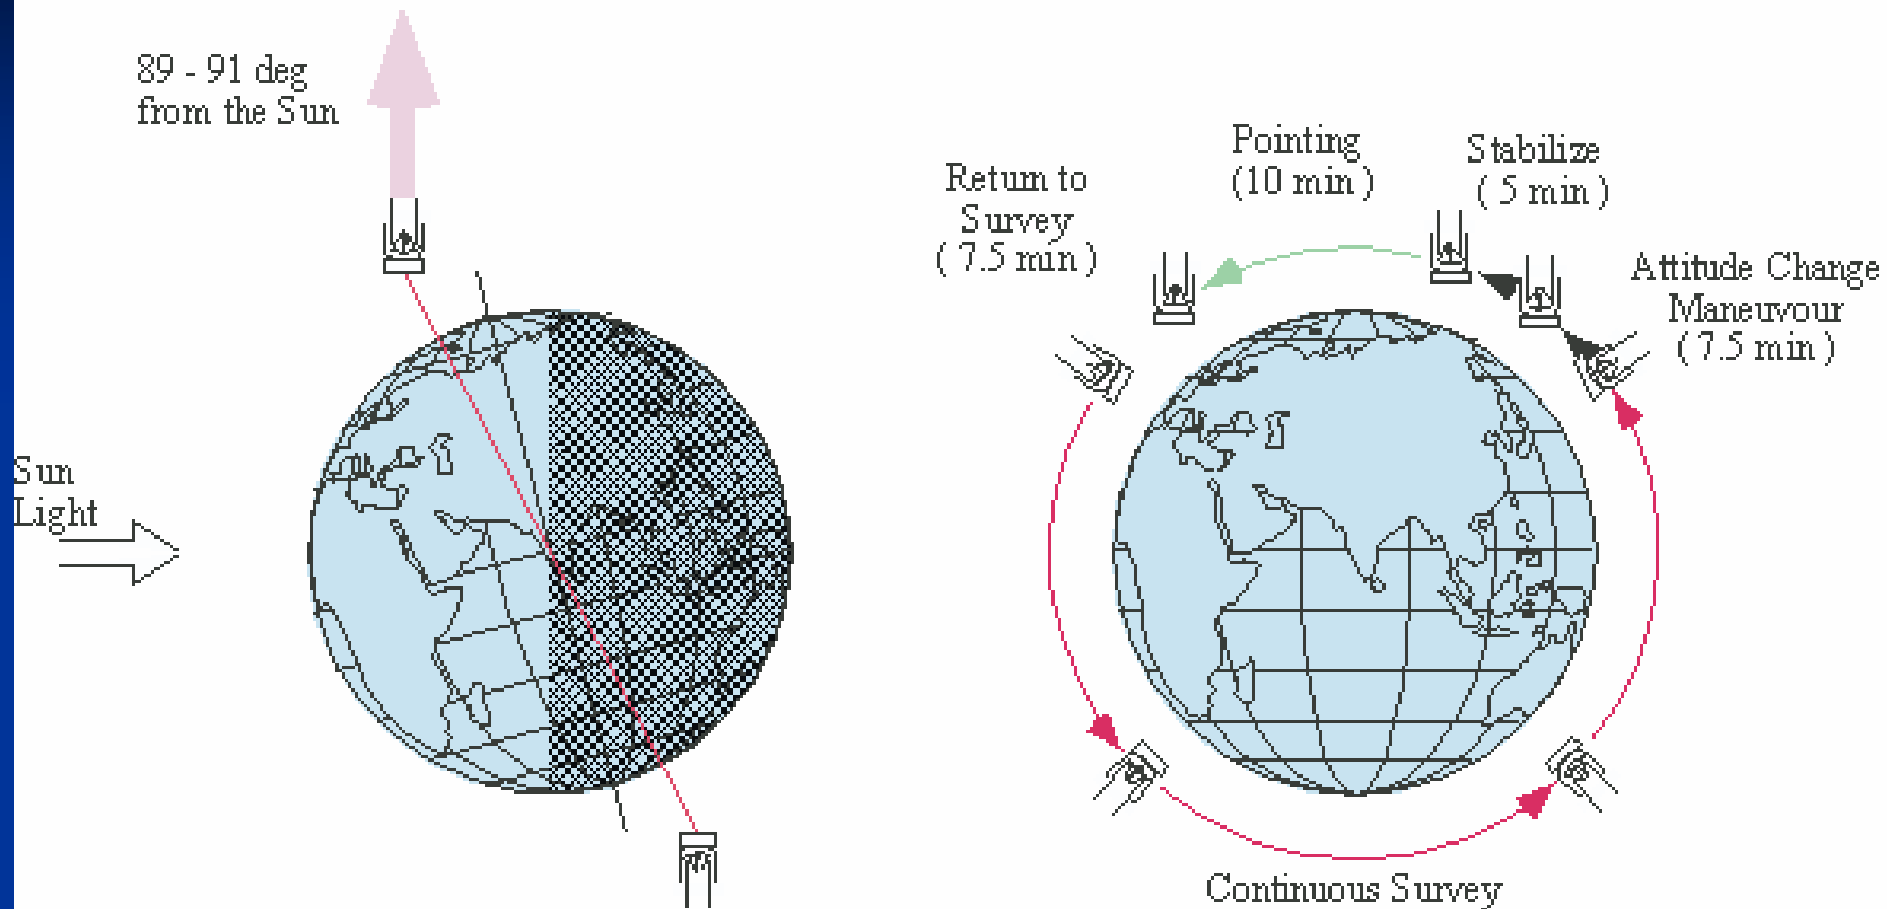 89 - 91 deg
from the Sun
Sun
Light
Return to
Survey
( 7.5 min )
Pointing
(10 min )
Stabilize
( 5 min )
Attitude Change
Maneuvour
( 7.5 min )
Continuous Survey